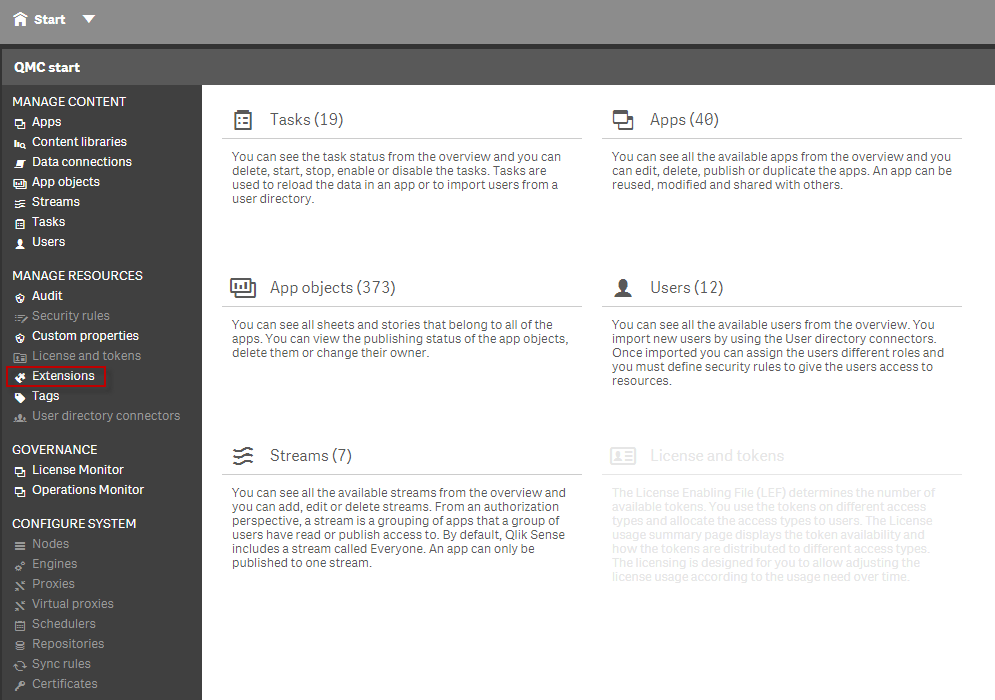 Start
QMC start
MANAGE CONTENT
Apps
Content libraries
Data connections
App objects
Streams
Tasks
Users
MANAGE RESOURCES
Audit
Security rules
Custom properties
License and tokens
Extensions
Tags
User directory connectors
GOVERNANCE
License Monitor
Operations Monitor
CONFIGURE SYSTEM
Nodes
Engines
Proxies
Virtual proxies
Schedulers
Repositories
Sync rules
Certificates
Tasks (19)
You can see the task status from the overview and you can
delete, start, stop, enable or disable the tasks. Tasks are
used to reload the data in an app or to import users from a
user directory.
Apps (40)
You can see all the available apps from the overview and you
can edit, delete, publish or duplicate the apps. An app can be
reused, modified and shared with others.
App objects (373)
You can see all sheets and stories that belong to all of the
apps. You can view the publishing status of the app objects,
delete them or change their owner.
Users (12)
You can see all the available users from the overview. You
import new users by using the User directory connectors.
Once imported you can assign the users different roles and
you must define security rules to give the users access to
resources.
Streams (7)
You can see all the available streams from the overview and
you can add, edit or delete streams. From an authorization
perspective, a stream is a grouping of apps that a group of
users have read or publish access to. By default, Qlik Sense
includes a stream called Everyone. An app can only be
published to one stream.
License and tokens
The License Enabling File (LEF) determines the number of
available tokens. You use the tokens on different access
types and allocate the access types to users. The License
usage summary page displays the token availability and
how the tokens are distributed to different access types.
The licensing is designed for you to allow adjusting the
license usage according to the usage need over time.